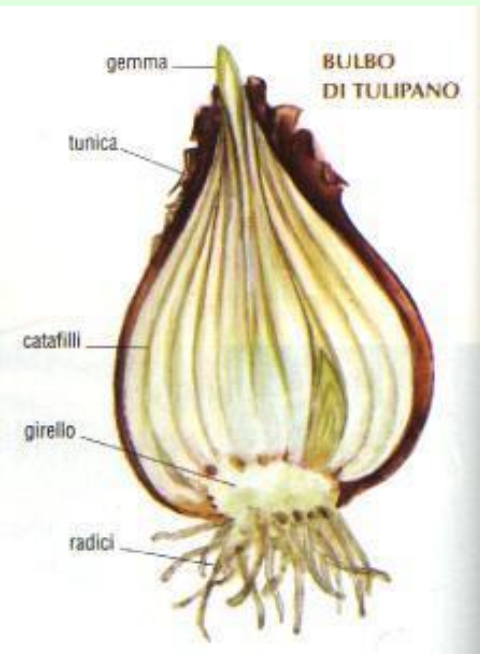 gemma
BULBO
DI TULIPANO
tunica
catafilli
girello
radici